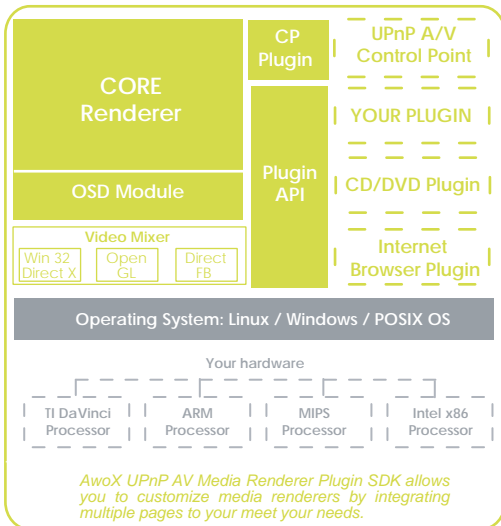 CORE
Renderer
OSD Module
Video Mixer
Win 32
Direct X
Open
GL
Direct
FB
CP
Plugin
Plugin
API
UPnP A/V
Control Point
YOUR PLUGIN
CD/DVD Plugin
Internet
Browser Plugin
Operating System: Linux / Windows / POSIX OS
Your hardware
TI DaVinci
Processor
ARM
Processor
MIPS
Processor
Intel x86
Processor
AwoX UPnP AV Media Renderer Plugin SDK allows
you to customize media renderers by integrating
multiple pages to your meet your needs.